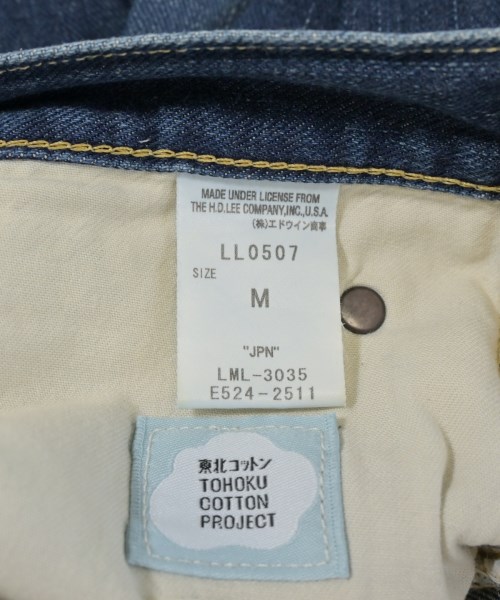 MADE UNDER LICENSE FROM
THE H.D.LEE COMPANY,INC.,U.S.A.
(株)エドウイン商事
LL0507
SIZE
M
"JPN"
LML-3035
E524-2511
東北コットン
TOHOKU
COTTON
PROJECT